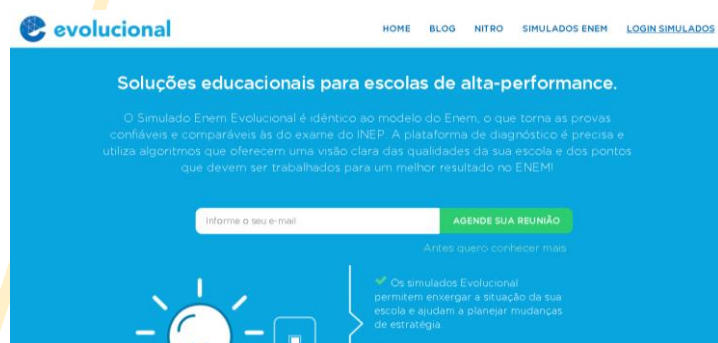 evolucional
HOME BLOG NITRO SIMULADOS ENEM LOGIN SIMULADOS
Soluções educacionais para escolas de alta-performance.
O Simulado Enem Evolucional é idêntico ao modelo do Enem, o que torna as provas
confiáveis e comparáveis às do exame do INEP. A plataforma de diagnóstico é precisa e
utiliza algoritmos que oferecem uma visão clara das qualidades da sua escola e dos pontos
que devem ser trabalhados para um melhor resultado no ENEM!
Informe o seu e-mail AGENDE SUA REUNIÃO
Antes quero conhecer mais
Os simulados Evolucional
permitem enxergar a situação da sua
escola e ajudam a planejar mudanças
de estratégia.